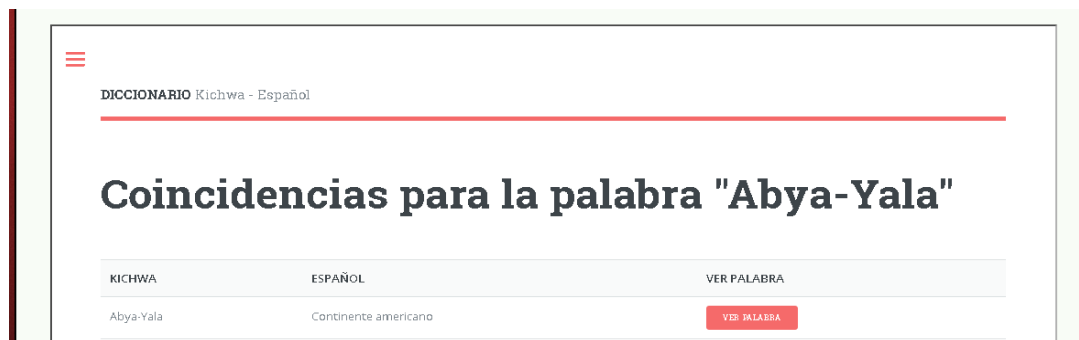 DICCIONARIO Kichwa - Español
Coincidencias para la palabra "Abya-Yala"
KICHWA ESPAÑOL VER PALABRA
Abya-Yala Continente americano VER PALABRA